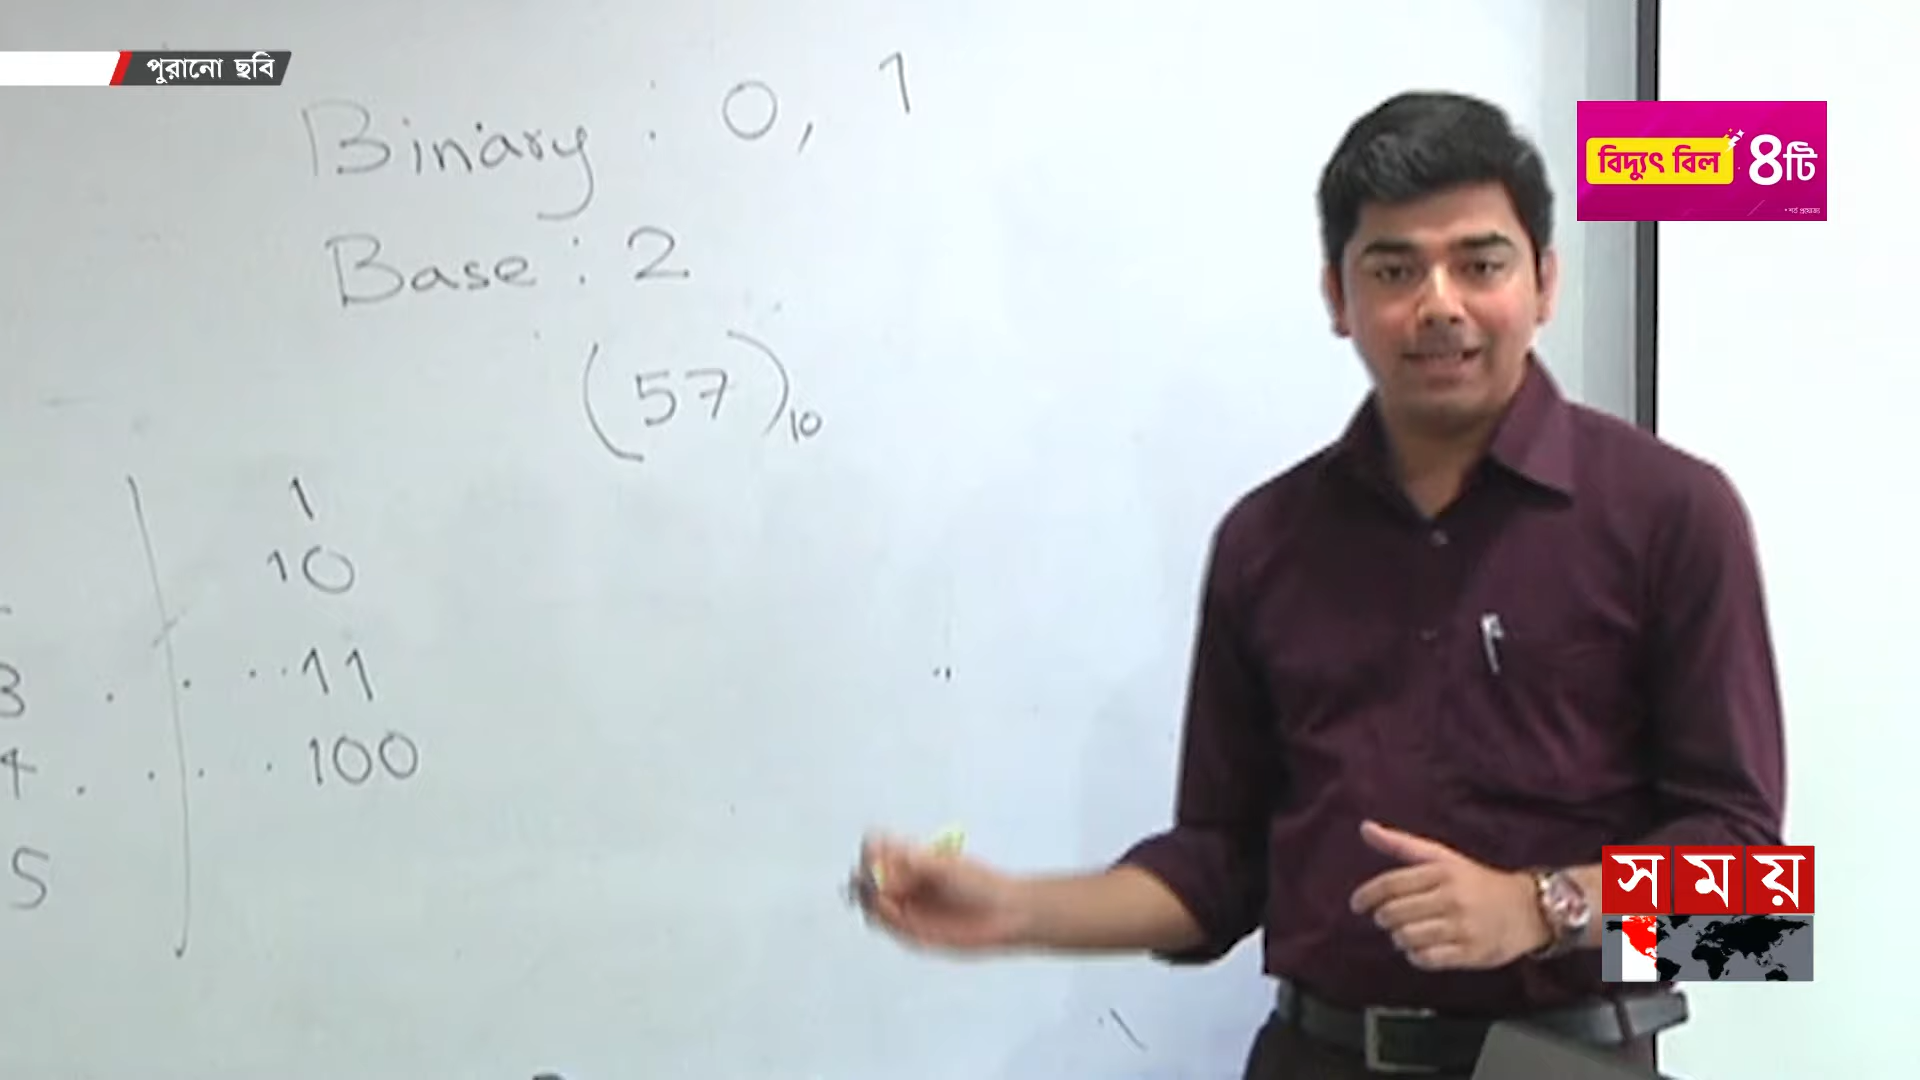 পুরানো ছবি
Binary : 0, 1
বিদ্যুৎ বিল ৪টি
Base : 2
(57)10
1
10
3 . . . . 11
4 . . . . 100
5
সময়